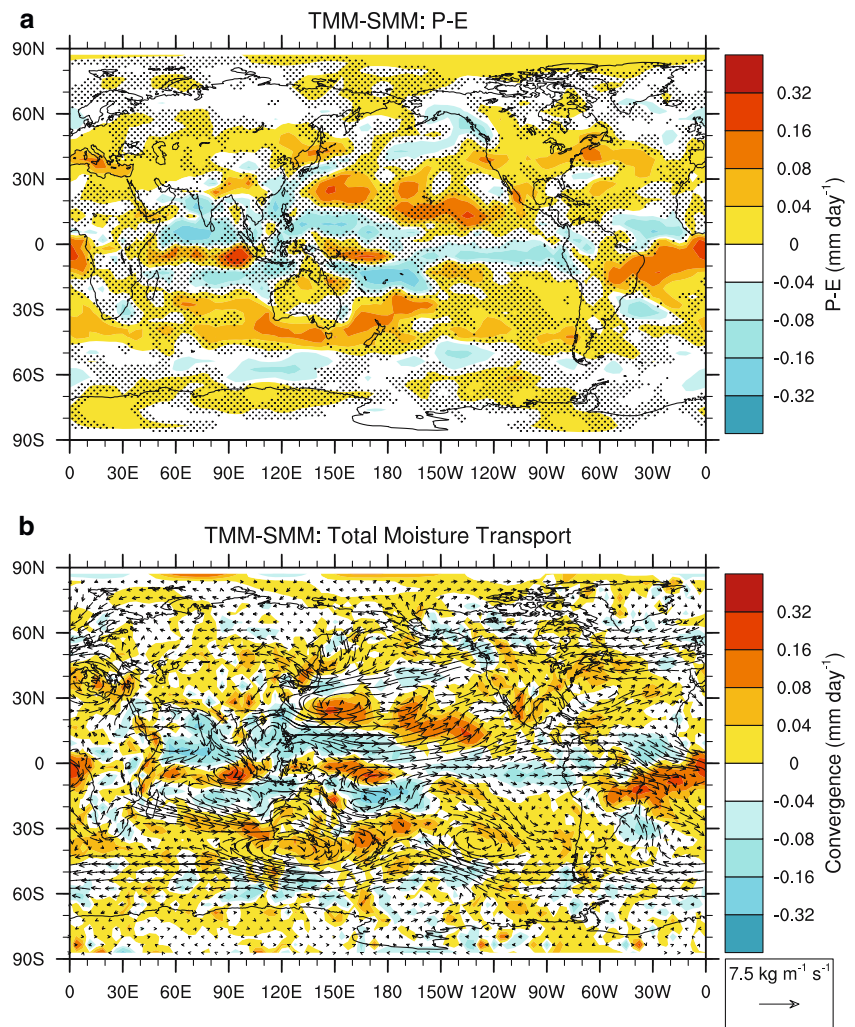 a
TMM-SMM: P-E
90N
60N
30N
0
30S
60S
90S
0 30E 60E 90E 120E 150E 180 150W 120W 90W 60W 30W 0
0.32
0.16
0.08
0.04
0
-0.04
-0.08
-0.16
-0.32
P-E (mm day⁻¹)
b
TMM-SMM: Total Moisture Transport
90N
60N
30N
0
30S
60S
90S
0 30E 60E 90E 120E 150E 180 150W 120W 90W 60W 30W 0
0.32
0.16
0.08
0.04
0
-0.04
-0.08
-0.16
-0.32
Convergence (mm day⁻¹)
7.5 kg m⁻¹ s⁻¹